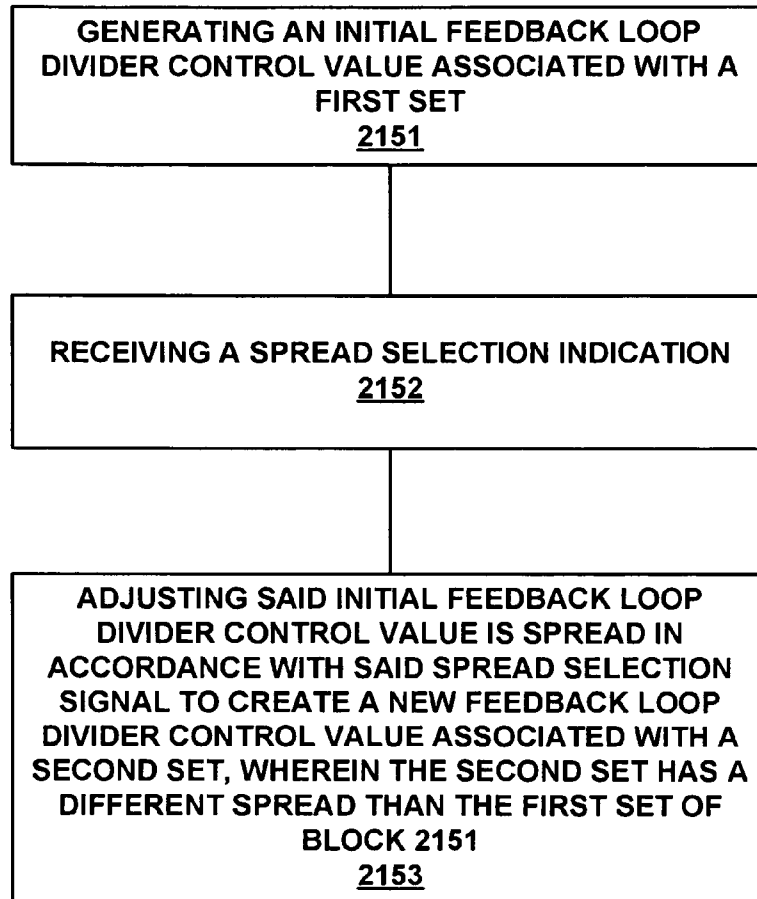 GENERATING AN INITIAL FEEDBACK LOOP
DIVIDER CONTROL VALUE ASSOCIATED WITH A
FIRST SET
2151
RECEIVING A SPREAD SELECTION INDICATION
2152
ADJUSTING SAID INITIAL FEEDBACK LOOP
DIVIDER CONTROL VALUE IS SPREAD IN
ACCORDANCE WITH SAID SPREAD SELECTION
SIGNAL TO CREATE A NEW FEEDBACK LOOP
DIVIDER CONTROL VALUE ASSOCIATED WITH A
SECOND SET, WHEREIN THE SECOND SET HAS A
DIFFERENT SPREAD THAN THE FIRST SET OF
BLOCK 2151
2153